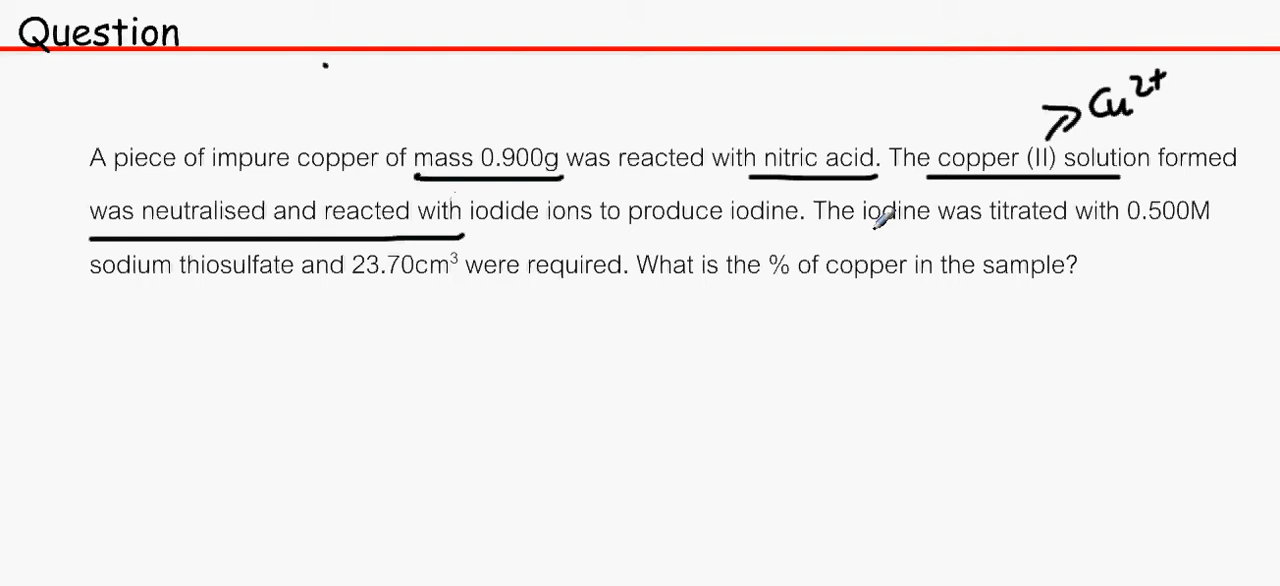 Question
Cu²⁺
A piece of impure copper of mass 0.900g was reacted with nitric acid. The copper (II) solution formed
was neutralised and reacted with iodide ions to produce iodine. The iodine was titrated with 0.500M
sodium thiosulfate and 23.70cm³ were required. What is the % of copper in the sample?